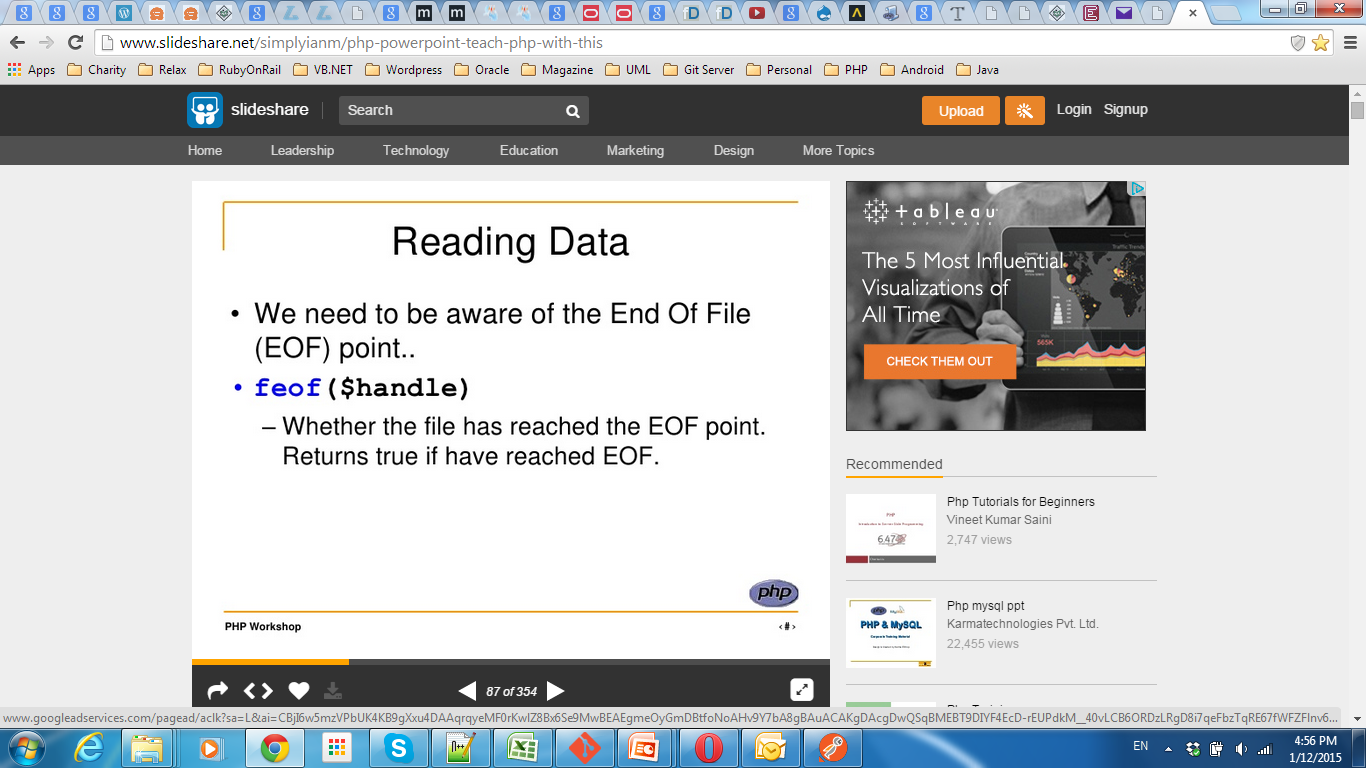 www.slideshare.net/simplyianm/php-powerpoint-teach-php-with-this
Apps Charity Relax RubyOnRail VB.NET Wordpress Oracle Magazine UML Git Server Personal PHP Android Java
slideshare Search Upload Login Signup
Home Leadership Technology Education Marketing Design More Topics
Reading Data
• We need to be aware of the End Of File
(EOF) point..
• feof($handle)
– Whether the file has reached the EOF point.
Returns true if have reached EOF.
php
PHP Workshop ‹#›
87 of 354
tableau
SOFTWARE
The 5 Most Influential
Visualizations of
All Time
CHECK THEM OUT
Traffic Trends
565K
Recommended
Php Tutorials for Beginners
Vineet Kumar Saini
2,747 views
PHP
Php mysql ppt
Karmatechnologies Pvt. Ltd.
22,455 views
php
PHP & MySQL
EN
4:56 PM
1/12/2015